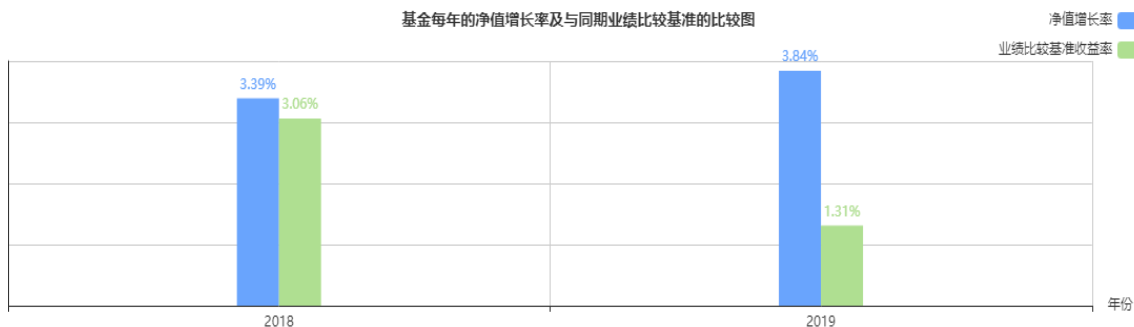 基金每年的净值增长率及与同期业绩比较基准的比较图
净值增长率
业绩比较基准收益率
3.39%
3.06%
3.84%
1.31%
2018
2019
年份